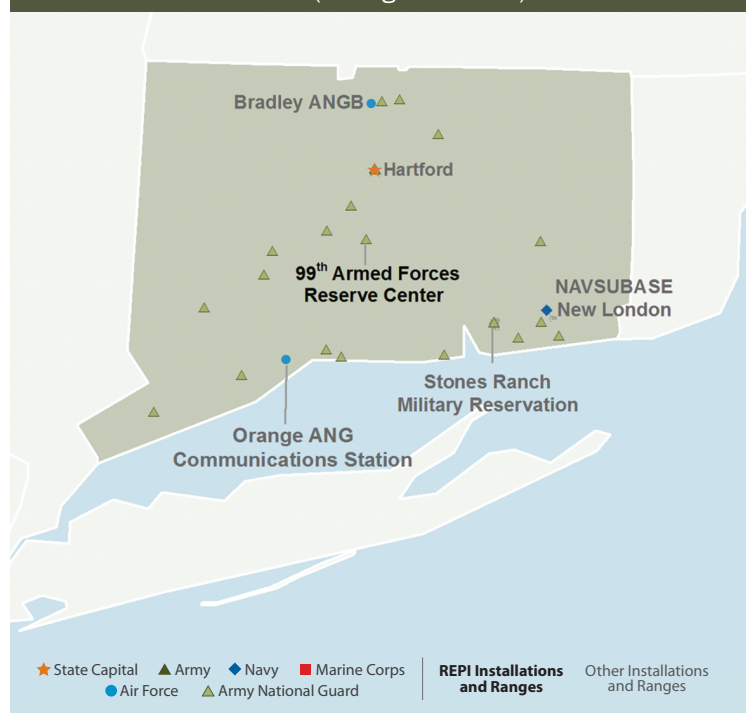 Bradley ANGB
Hartford
99th Armed Forces
Reserve Center
NAVSUBASE
New London
Stones Ranch
Military Reservation
Orange ANG
Communications Station
State Capital
Army
Navy
Marine Corps
Air Force
Army National Guard
REPI Installations
and Ranges
Other Installations
and Ranges